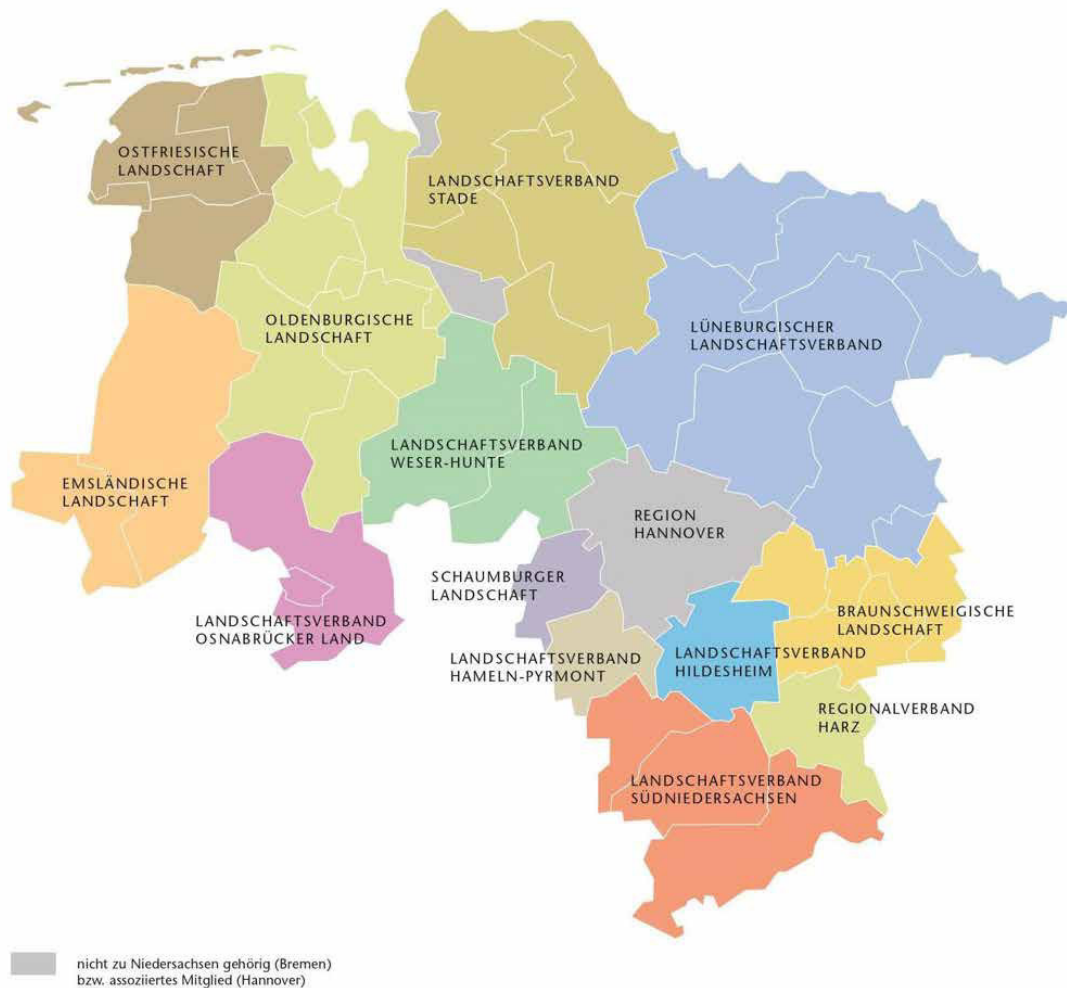 OSTFRIESISCHE
LANDSCHAFT
LANDSCHAFTSVERBAND
STADE
OLDENBURGISCHE
LANDSCHAFT
LÜNEBURGISCHER
LANDSCHAFTSVERBAND
LANDSCHAFTSVERBAND
WESER-HUNTE
EMSLÄNDISCHE
LANDSCHAFT
REGION
HANNOVER
SCHAUMBURGER
LANDSCHAFT
BRAUNSCHWEIGISCHE
LANDSCHAFT
LANDSCHAFTSVERBAND
OSNABRÜCKER LAND
LANDSCHAFTSVERBAND
HAMELN-PYRMONT
LANDSCHAFTSVERBAND
HILDESHEIM
REGIONALVERBAND
HARZ
LANDSCHAFTSVERBAND
SÜDNIEDERSACHSEN
nicht zu Niedersachsen gehörig (Bremen)
bzw. assoziiertes Mitglied (Hannover)